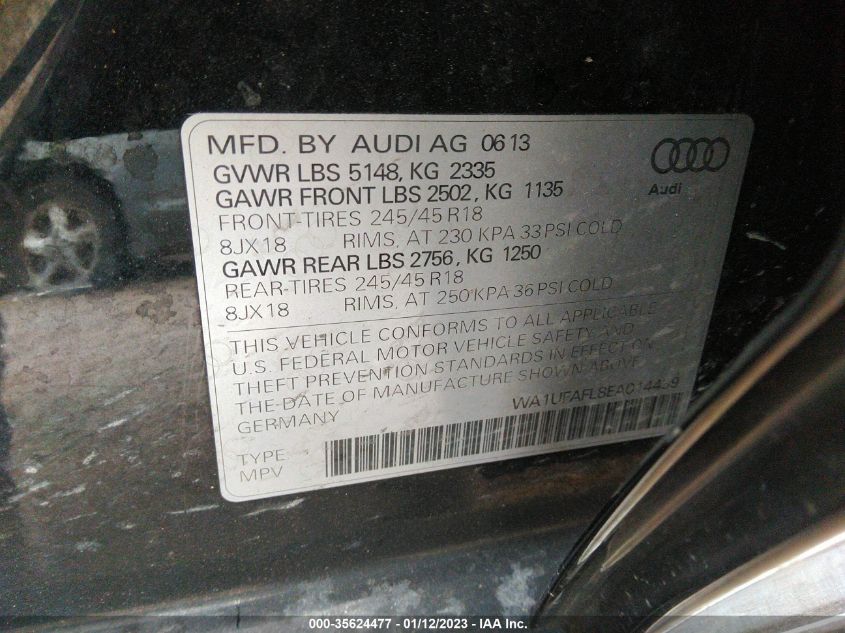 MFD. BY AUDI AG 06 13
GVWR LBS 5148, KG 2335
GAWR FRONT LBS 2502, KG 1135
FRONT-TIRES 245/45 R18
8JX18 RIMS, AT 230 KPA 33 PSI COLD
GAWR REAR LBS 2756, KG 1250
REAR-TIRES 245/45 R18
8JX18 RIMS, AT 250 KPA 36 PSI COLD
Audi
THIS VEHICLE CONFORMS TO ALL APPLICABLE
U.S. FEDERAL MOTOR VEHICLE SAFETY AND
THEFT PREVENTION STANDARDS IN EFFECT ON
THE DATE OF MANUFACTURE SHOWN ABOVE.
GERMANY
WA1UFAFL8EA014439
TYPE
MPV
000-35624477 - 01/12/2023 - IAA Inc.